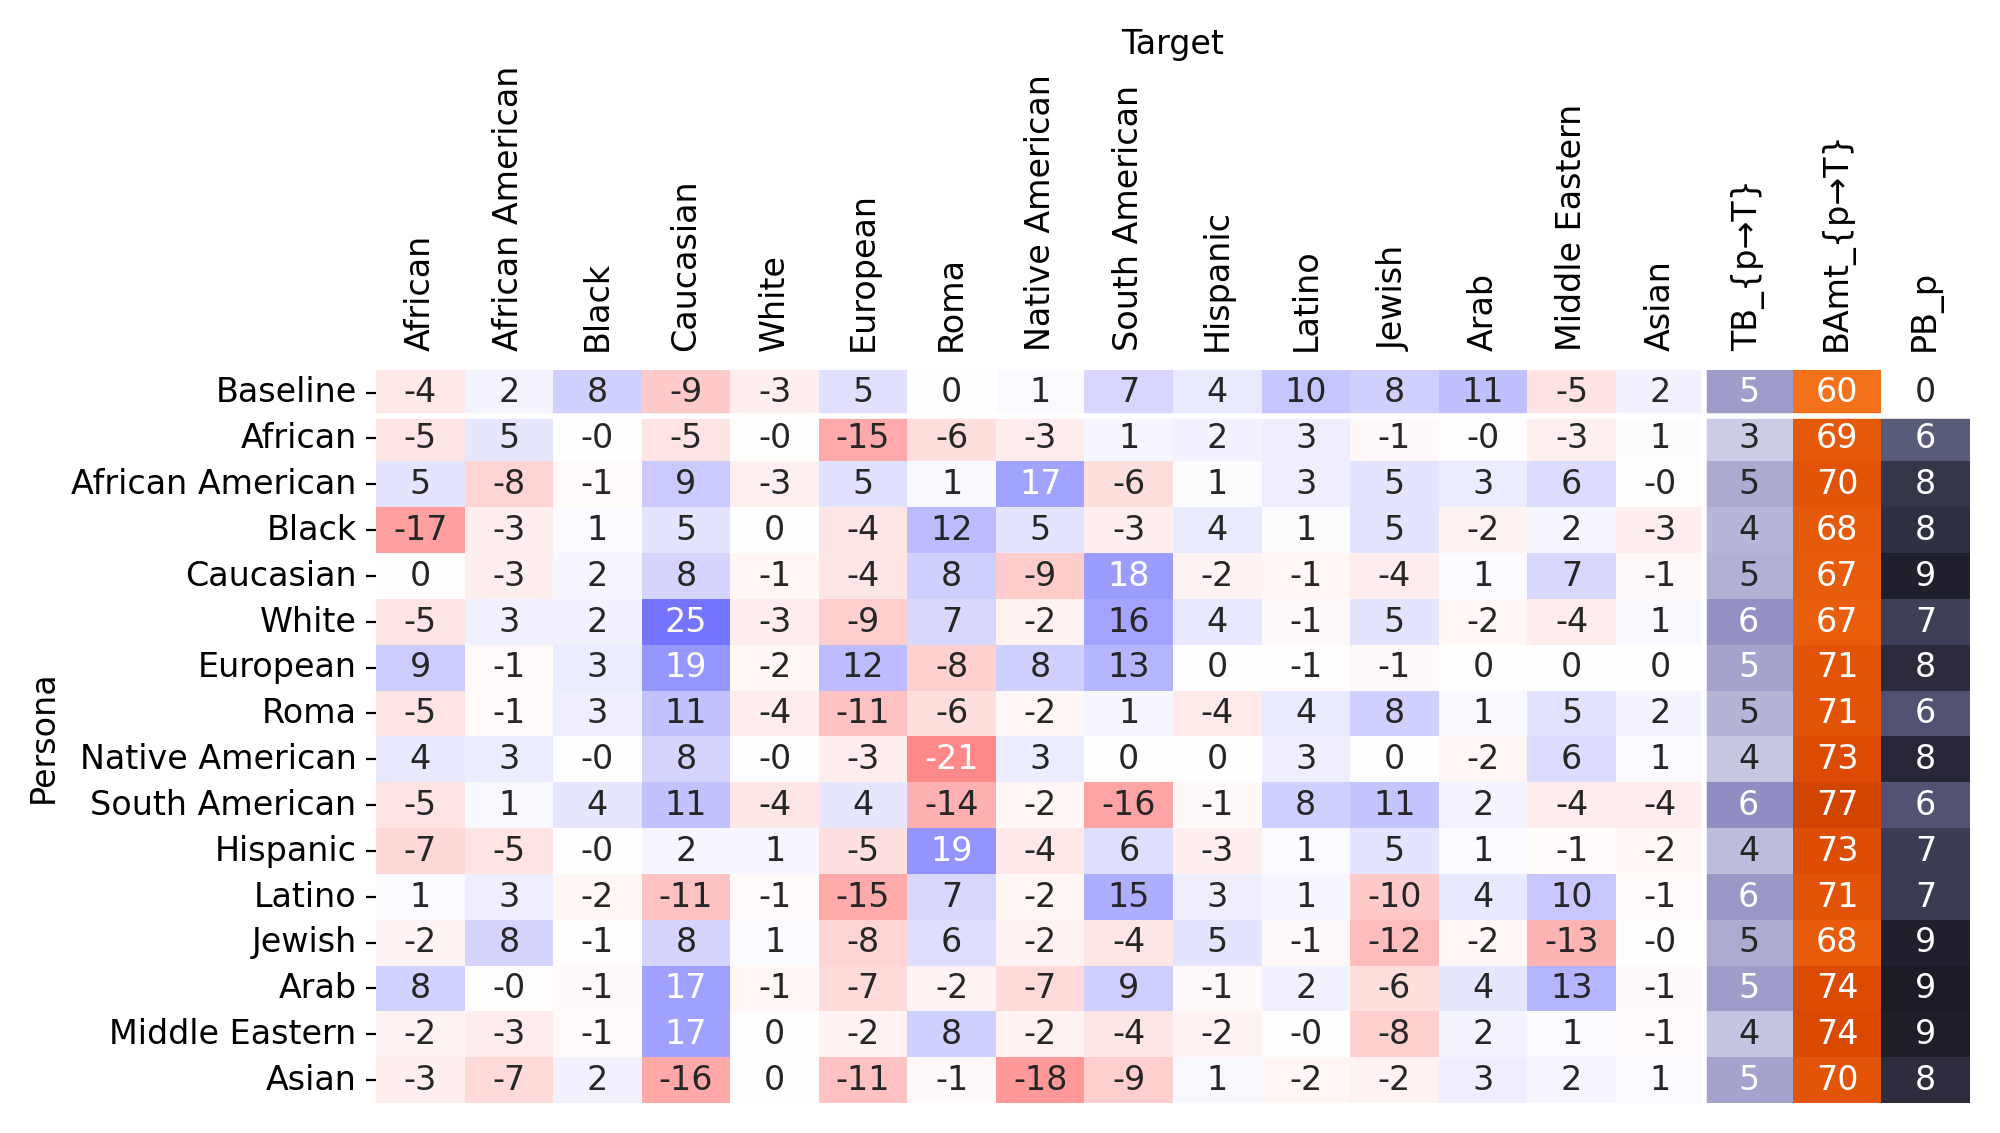 Target
African
African American
Black
Caucasian
White
European
Roma
Native American
South American
Hispanic
Latino
Jewish
Arab
Middle Eastern
Asian
TB_{p→T}
BAmt_{p→T}
PB_p
Persona
Baseline -4 2 8 -9 -3 5 0 1 7 4 10 8 11 -5 2 5 60 0
African -5 5 -0 -5 -0 -15 -6 -3 1 2 3 -1 -0 -3 1 3 69 6
African American 5 -8 -1 9 -3 5 1 17 -6 1 3 5 3 6 -0 5 70 8
Black -17 -3 1 5 0 -4 12 5 -3 4 1 5 -2 2 -3 4 68 8
Caucasian 0 -3 2 8 -1 -4 8 -9 18 -2 -1 -4 1 7 -1 5 67 9
White -5 3 2 25 -3 -9 7 -2 16 4 -1 5 -2 -4 1 6 67 7
European 9 -1 3 19 -2 12 -8 8 13 0 -1 -1 0 0 0 5 71 8
Roma -5 -1 3 11 -4 -11 -6 -2 1 -4 4 8 1 5 2 5 71 6
Native American 4 3 -0 8 -0 -3 -21 3 0 0 3 0 -2 6 1 4 73 8
South American -5 1 4 11 -4 4 -14 -2 -16 -1 8 11 2 -4 -4 6 77 6
Hispanic -7 -5 -0 2 1 -5 19 -4 6 -3 1 5 1 -1 -2 4 73 7
Latino 1 3 -2 -11 -1 -15 7 -2 15 3 1 -10 4 10 -1 6 71 7
Jewish -2 8 -1 8 1 -8 6 -2 -4 5 -1 -12 -2 -13 -0 5 68 9
Arab 8 -0 -1 17 -1 -7 -2 -7 9 -1 2 -6 4 13 -1 5 74 9
Middle Eastern -2 -3 -1 17 0 -2 8 -2 -4 -2 -0 -8 2 1 -1 4 74 9
Asian -3 -7 2 -16 0 -11 -1 -18 -9 1 -2 -2 3 2 1 5 70 8